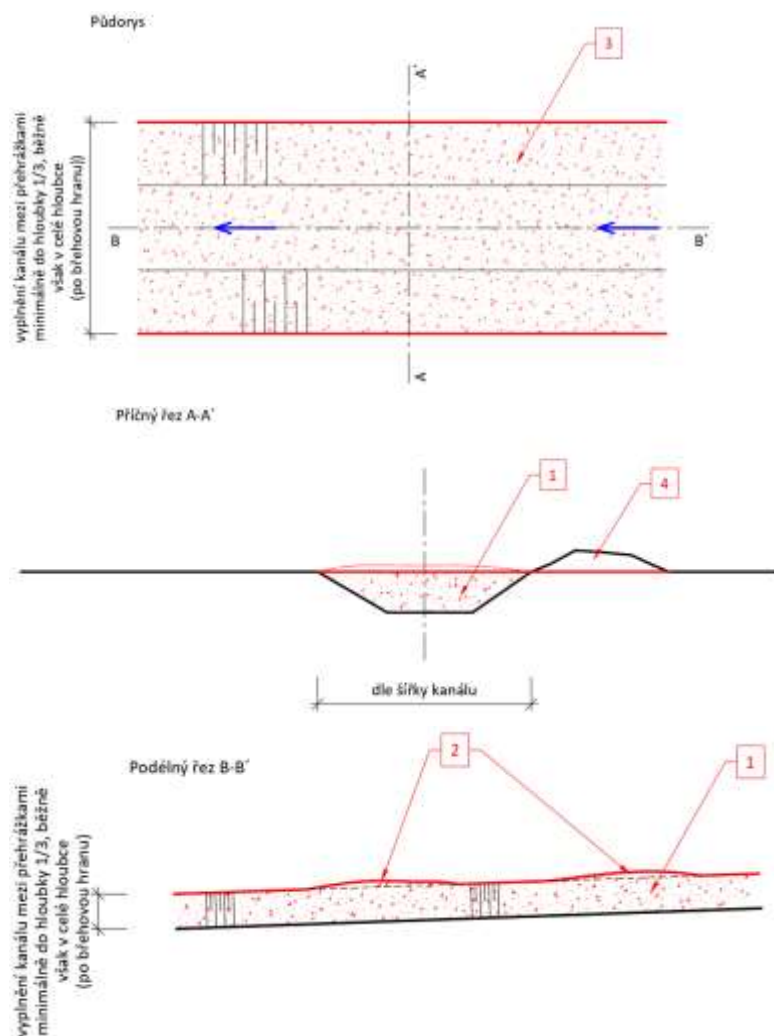 Půdorys
3
A'
vyplnění kanálu mezi přehrážkami
minimálně do hloubky 1/3, běžně
však v celé hloubce
(po břehovou hranu))
B
B'
A
Příčný řez A-A'
1
4
dle šířky kanálu
2
1
Podélný řez B-B'
vyplnění kanálu mezi přehrážkami
minimálně do hloubky 1/3, běžně
však v celé hloubce
(po břehovou hranu)